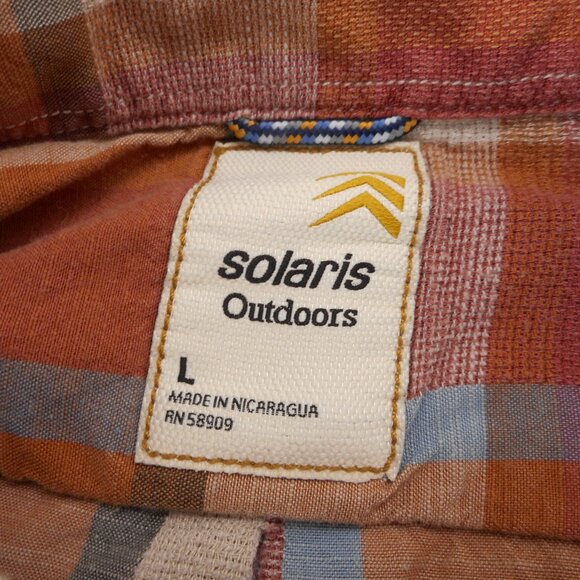 solaris
Outdoors
L
MADE IN NICARAGUA
RN 58909